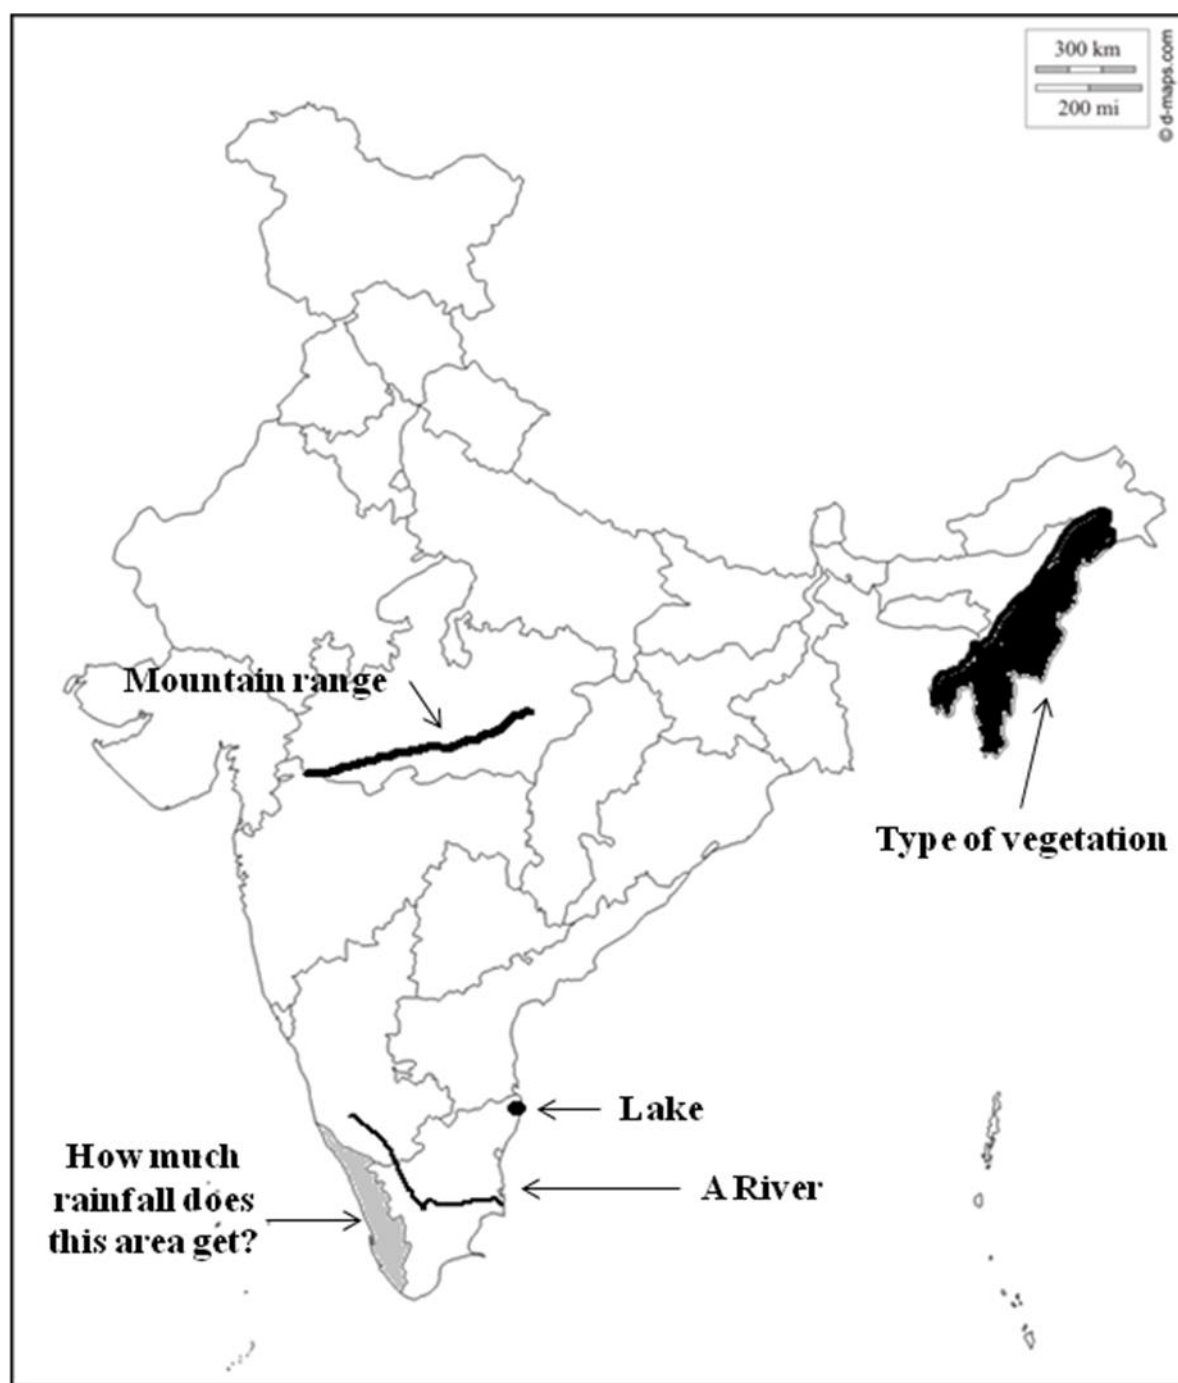 300 km
200 mi
© d-maps.com
Mountain range
Type of vegetation
Lake
How much
rainfall does
this area get?
A River